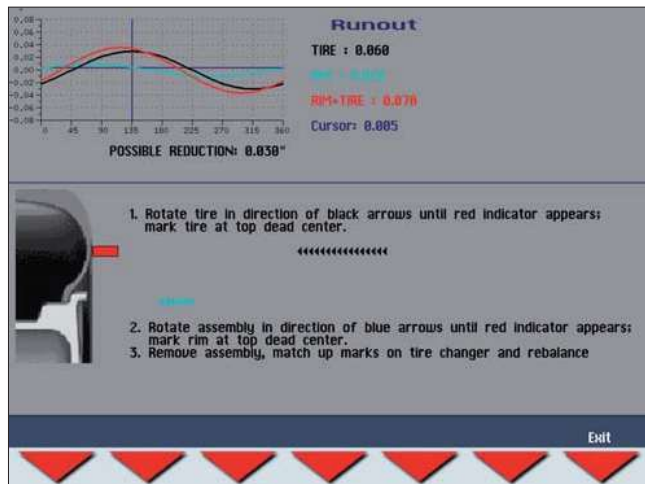 Runout
0.08
0.06
0.04
0.02
0.00
-0.02
-0.04
-0.06
-0.08
0 45 90 135 180 225 270 315 360
TIRE : 0.060
RIM+TIRE : 0.070
Cursor: 0.005
POSSIBLE REDUCTION: 0.030"
1. Rotate tire in direction of black arrows until red indicator appears;
mark tire at top dead center.
2. Rotate assembly in direction of blue arrows until red indicator appears;
mark rim at top dead center.
3. Remove assembly, match up marks on tire changer and rebalance
Exit